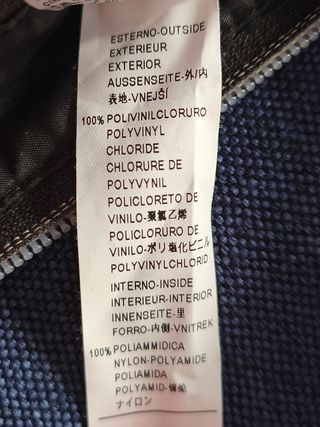 ESTERNO-OUTSIDE
EXTERIEUR
EXTERIOR
AUSSENSEITE-外/内
表地-VNEJŠÍ
100% POLIVINILCLORURO
POLYVINYL
CHLORIDE
CHLORURE DE
POLYVYNIL
POLICLORETO DE
VINILO-聚氯乙烯
POLICLORURO DE
VINILO-ポリ塩化ビニル
POLYVINYLCHLORID
INTERNO-INSIDE
INTERIEUR-INTERIOR
INNENSEITE-里
FORRO-内側-VNITREK
100% POLIAMMIDICA
NYLON-POLYAMIDE
POLIAMIDA
POLYAMID-锦纶
ナイロン